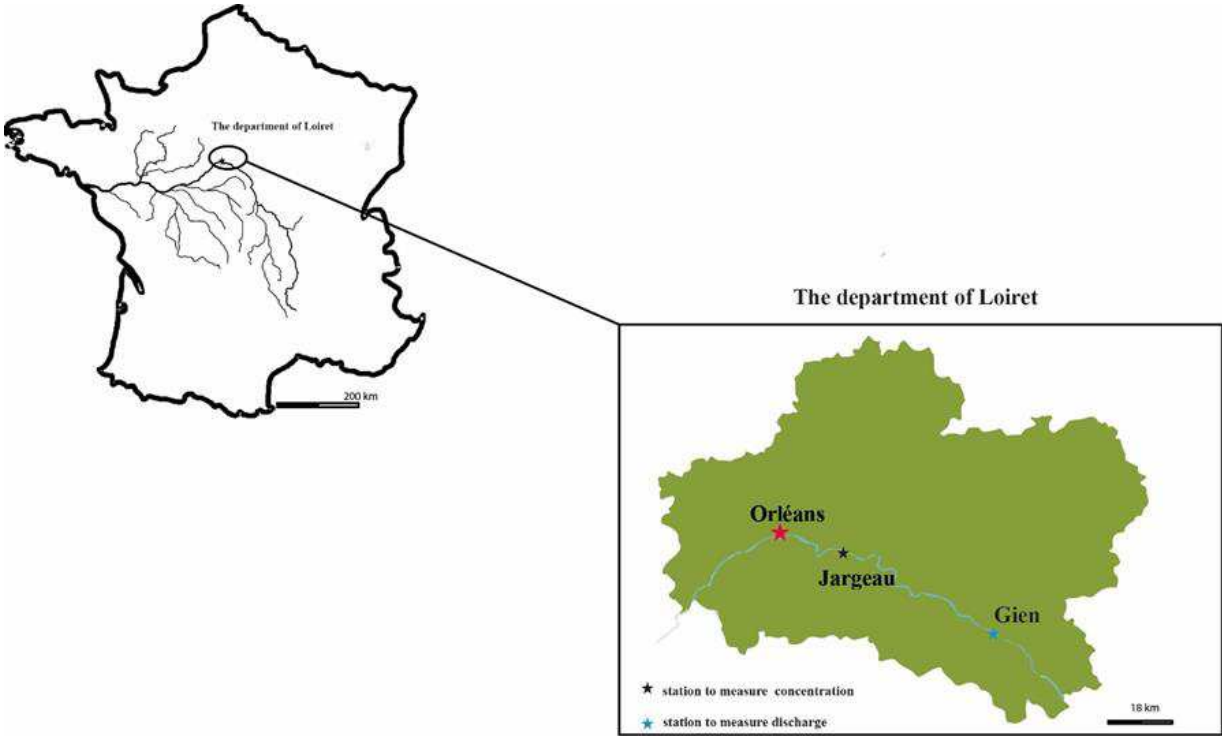 The department of Loiret
200 km
The department of Loiret
Orléans
Jargeau
Gien
station to measure concentration
station to measure discharge
18 km